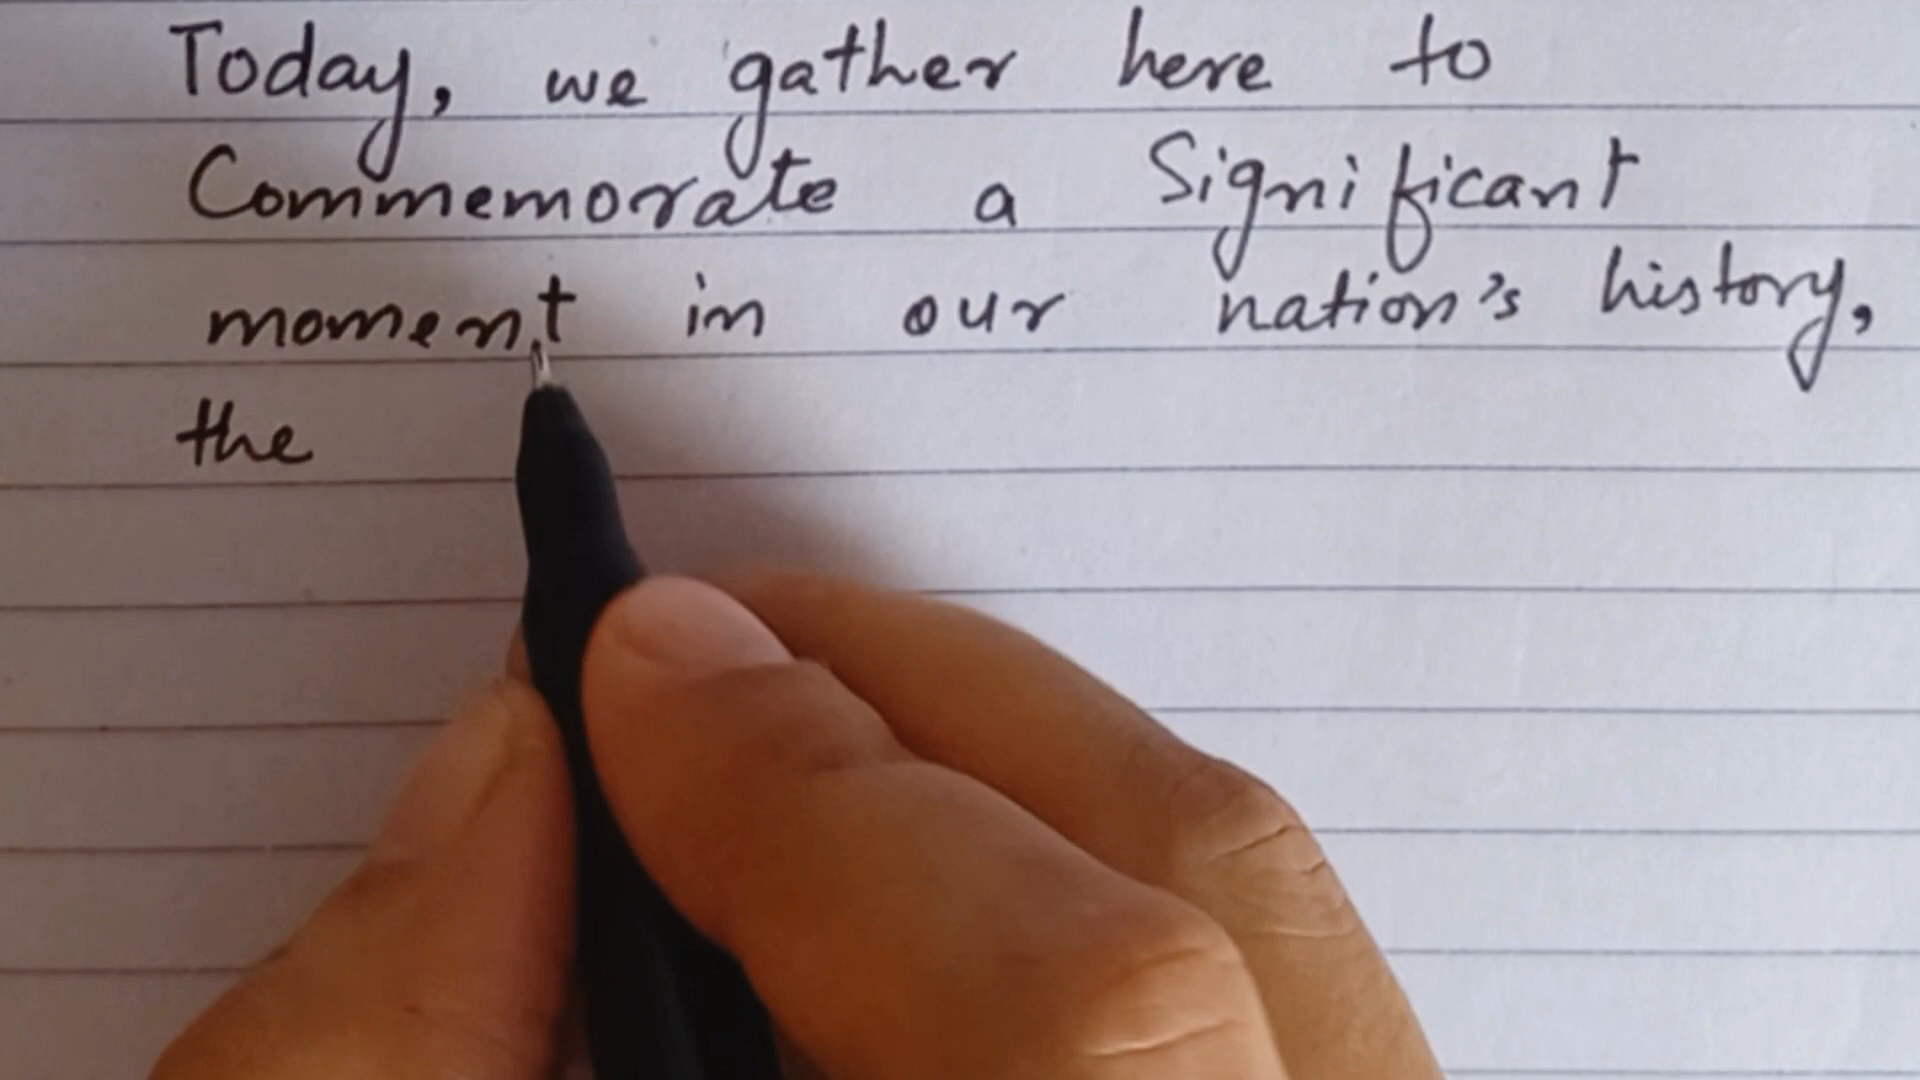 Today, we gather here to
Commemorate a Significant
moment in our nation's history,
the